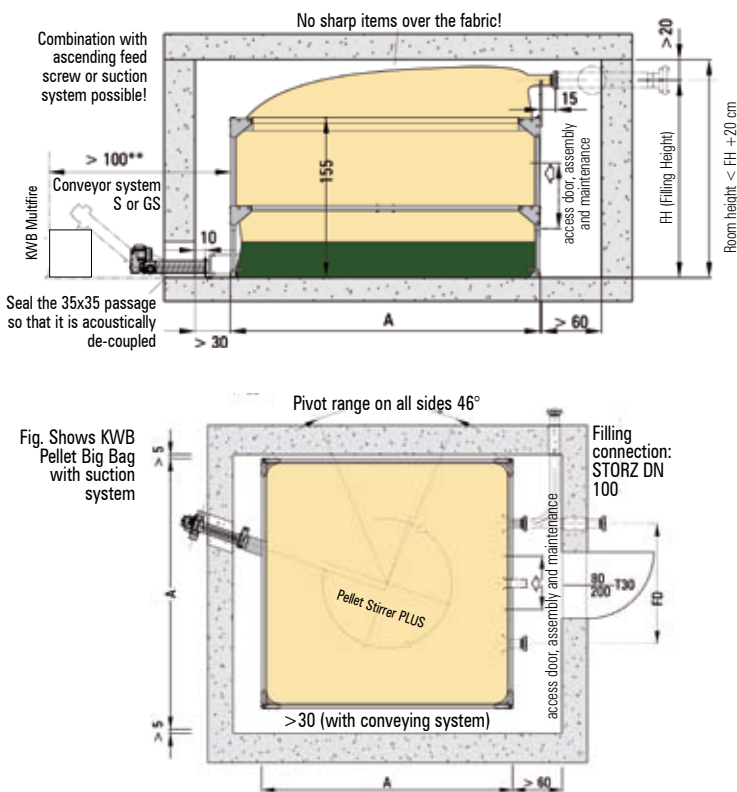 No sharp items over the fabric!
Combination with
ascending feed
screw or suction
system possible!
>20
15
> 100**
155
Conveyor system
S or GS
KWB Multifire
10
access door, assembly
and maintenance
FH (Filling Height)
Room height < FH +20 cm
Seal the 35x35 passage
so that it is acoustically
de-coupled
> 30
A
> 60
Pivot range on all sides 46°
Fig. Shows KWB
Pellet Big Bag
with suction
system
> 5
Filling
connection:
STORZ DN
100
A
Pellet Stirrer PLUS
access door, assembly and maintenance
80
200
T30
FD
> 5
>30 (with conveying system)
A
> 60